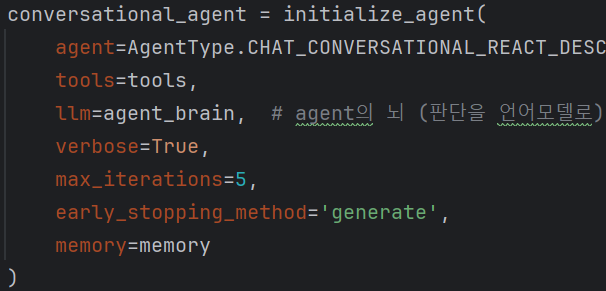 conversational_agent = initialize_agent(
    agent=AgentType.CHAT_CONVERSATIONAL_REACT_DESC
    tools=tools,
    llm=agent_brain,  # agent의 뇌 (판단을 언어모델로)
    verbose=True,
    max_iterations=5,
    early_stopping_method='generate',
    memory=memory
)